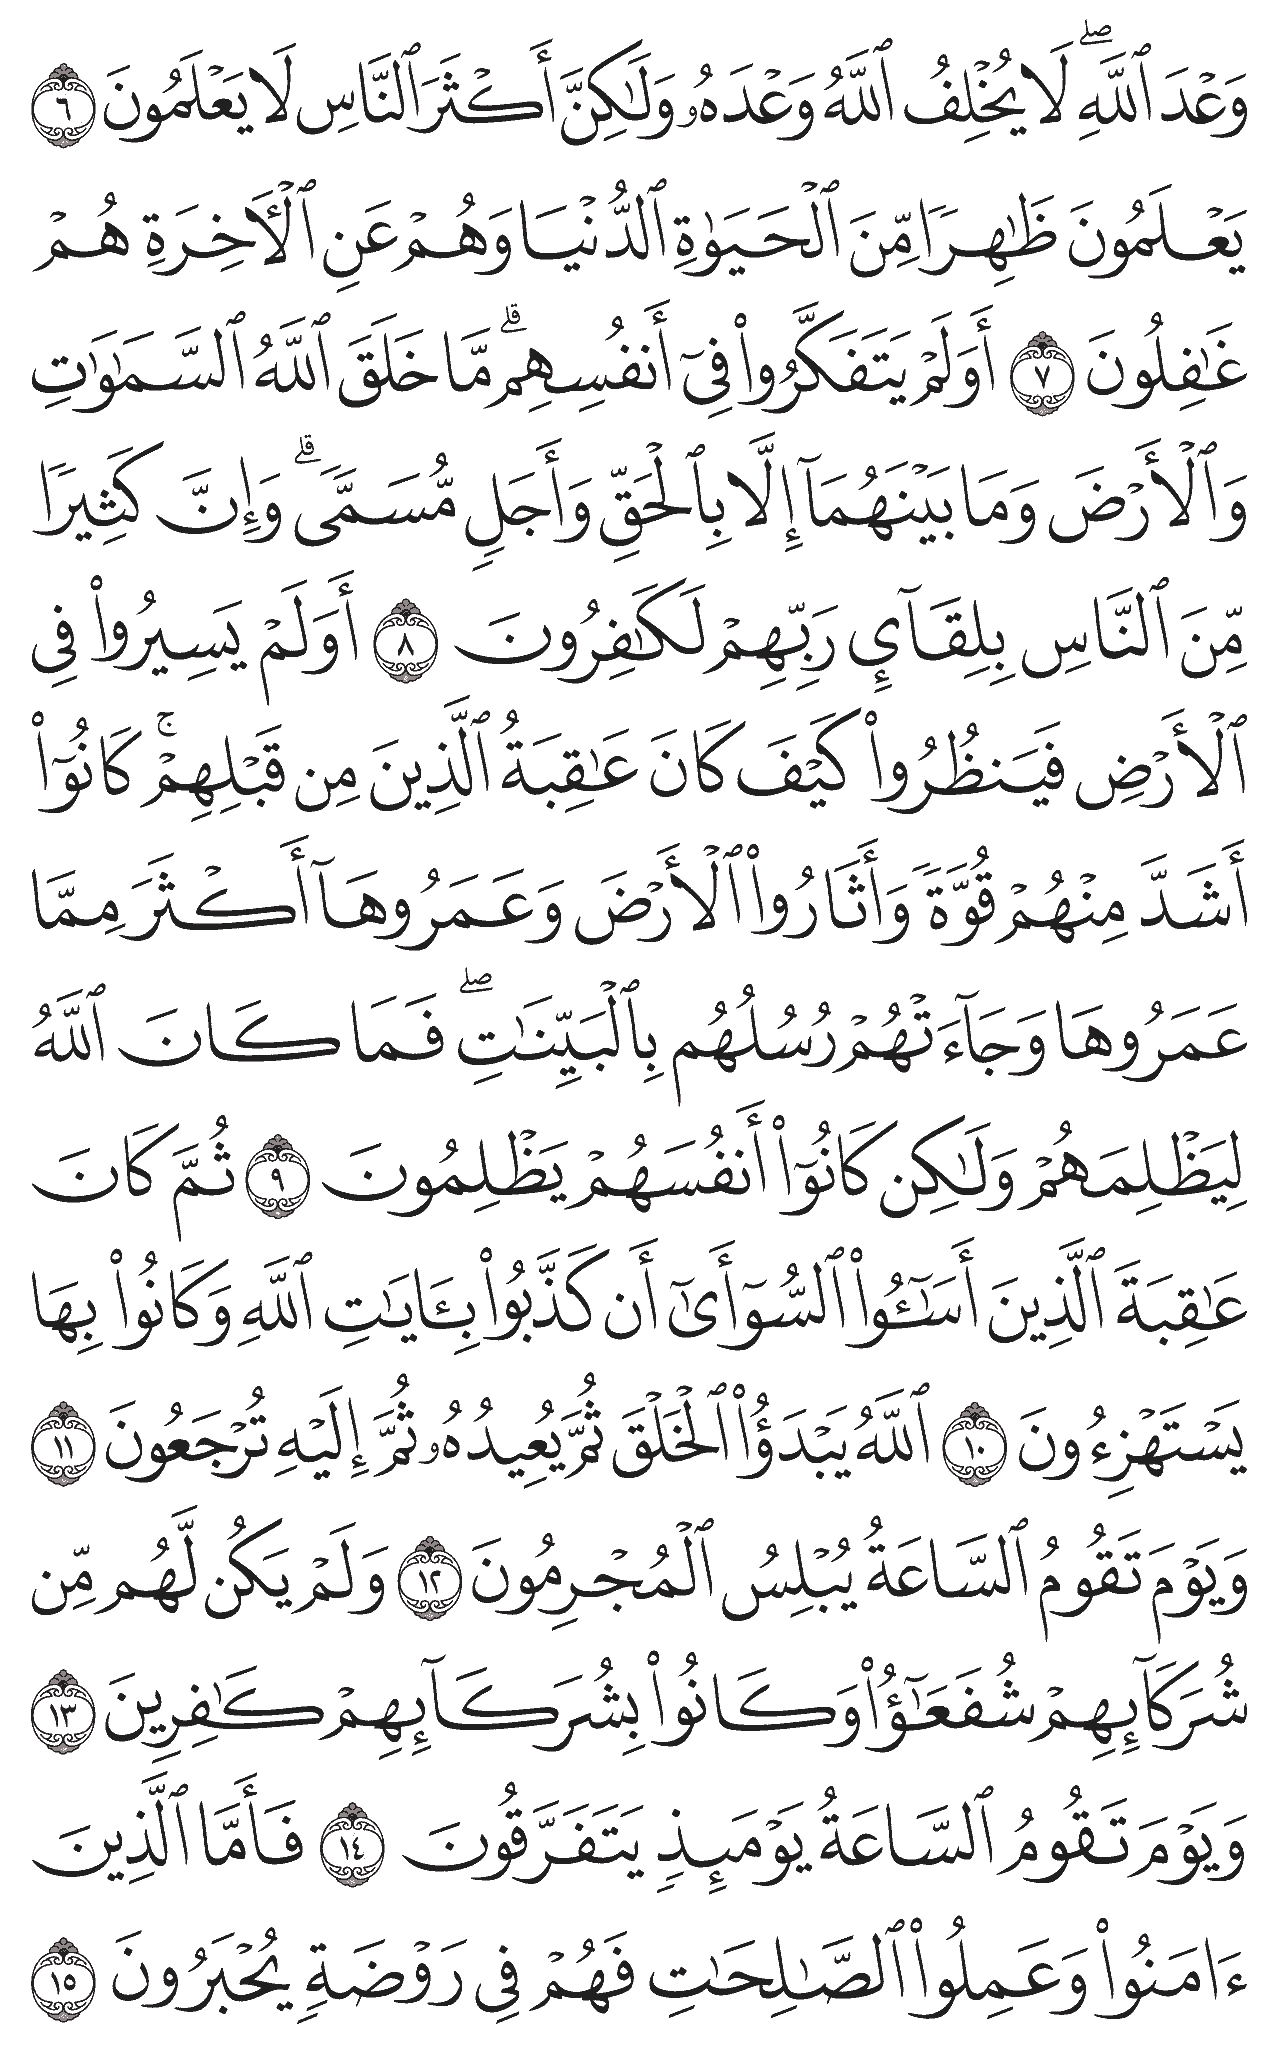 وَعْدَ ٱللَّهِ ۖ لَا يُخْلِفُ ٱللَّهُ وَعْدَهُۥ وَلَٰكِنَّ أَكْثَرَ ٱلنَّاسِ لَا يَعْلَمُونَ ٦
يَعْلَمُونَ ظَٰهِرًا مِّنَ ٱلْحَيَوٰةِ ٱلدُّنْيَا وَهُمْ عَنِ ٱلْأَخِرَةِ هُمْ
غَٰفِلُونَ ٧ أَوَلَمْ يَتَفَكَّرُوا۟ فِىٓ أَنفُسِهِم ۗ مَّا خَلَقَ ٱللَّهُ ٱلسَّمَٰوَٰتِ
وَٱلْأَرْضَ وَمَا بَيْنَهُمَآ إِلَّا بِٱلْحَقِّ وَأَجَلٍ مُّسَمًّى ۗ وَإِنَّ كَثِيرًا
مِّنَ ٱلنَّاسِ بِلِقَآئِ رَبِّهِمْ لَكَٰفِرُونَ ٨ أَوَلَمْ يَسِيرُوا۟ فِى
ٱلْأَرْضِ فَيَنظُرُوا۟ كَيْفَ كَانَ عَٰقِبَةُ ٱلَّذِينَ مِن قَبْلِهِمْ ۚ كَانُوٓا۟
أَشَدَّ مِنْهُمْ قُوَّةً وَأَثَارُوا۟ ٱلْأَرْضَ وَعَمَرُوهَآ أَكْثَرَ مِمَّا
عَمَرُوهَا وَجَآءَتْهُمْ رُسُلُهُم بِٱلْبَيِّنَٰتِ ۖ فَمَا كَانَ ٱللَّهُ
لِيَظْلِمَهُمْ وَلَٰكِن كَانُوٓا۟ أَنفُسَهُمْ يَظْلِمُونَ ٩ ثُمَّ كَانَ
عَٰقِبَةَ ٱلَّذِينَ أَسَٰٓـُٔوا۟ ٱلسُّوٓأَىٰٓ أَن كَذَّبُوا۟ بِـَٔايَٰتِ ٱللَّهِ وَكَانُوا۟ بِهَا
يَسْتَهْزِءُونَ ١٠ ٱللَّهُ يَبْدَؤُا۟ ٱلْخَلْقَ ثُمَّ يُعِيدُهُۥ ثُمَّ إِلَيْهِ تُرْجَعُونَ ١١
وَيَوْمَ تَقُومُ ٱلسَّاعَةُ يُبْلِسُ ٱلْمُجْرِمُونَ ١٢ وَلَمْ يَكُن لَّهُم مِّن
شُرَكَآئِهِمْ شُفَعَٰٓؤُا۟ وَكَانُوا۟ بِشُرَكَآئِهِمْ كَٰفِرِينَ ١٣
وَيَوْمَ تَقُومُ ٱلسَّاعَةُ يَوْمَئِذٍ يَتَفَرَّقُونَ ١٤ فَأَمَّا ٱلَّذِينَ
ءَامَنُوا۟ وَعَمِلُوا۟ ٱلصَّٰلِحَٰتِ فَهُمْ فِى رَوْضَةٍ يُحْبَرُونَ ١٥